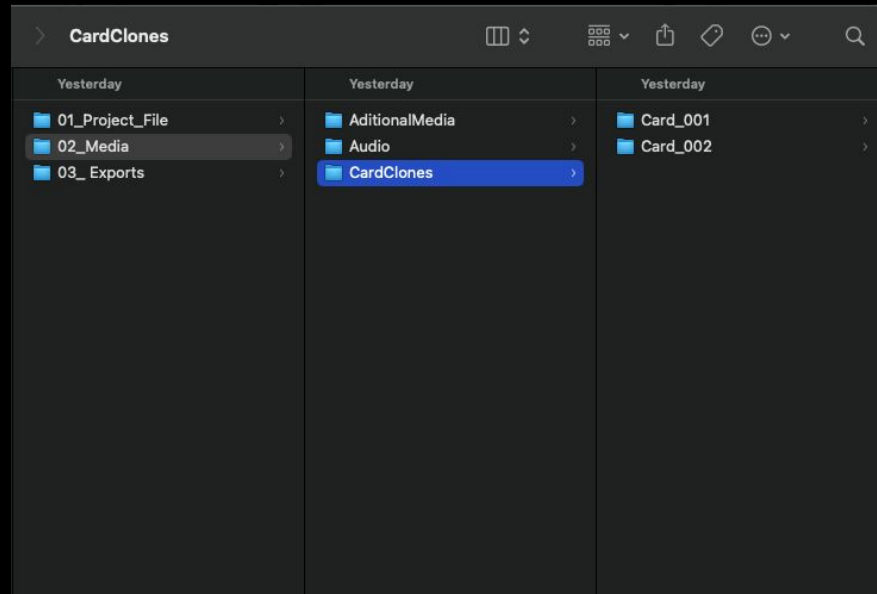 CardClones
Yesterday
01_Project_File
02_Media
03_ Exports
Yesterday
AditionalMedia
Audio
CardClones
Yesterday
Card_001
Card_002